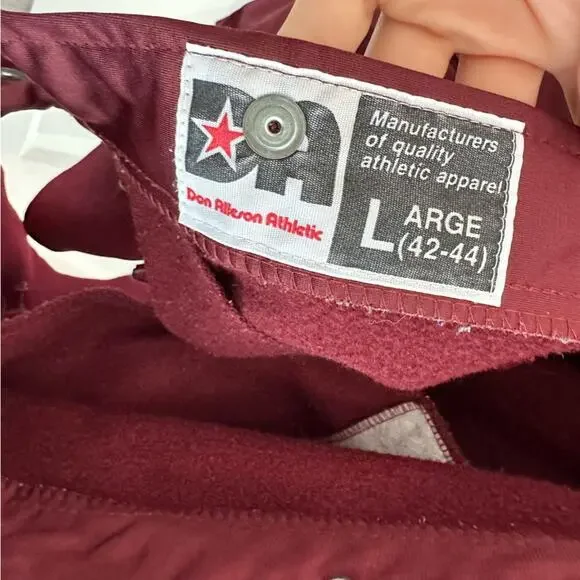 DA
Don Alleson Athletic
Manufacturers
of quality
athletic apparel
LARGE
(42-44)